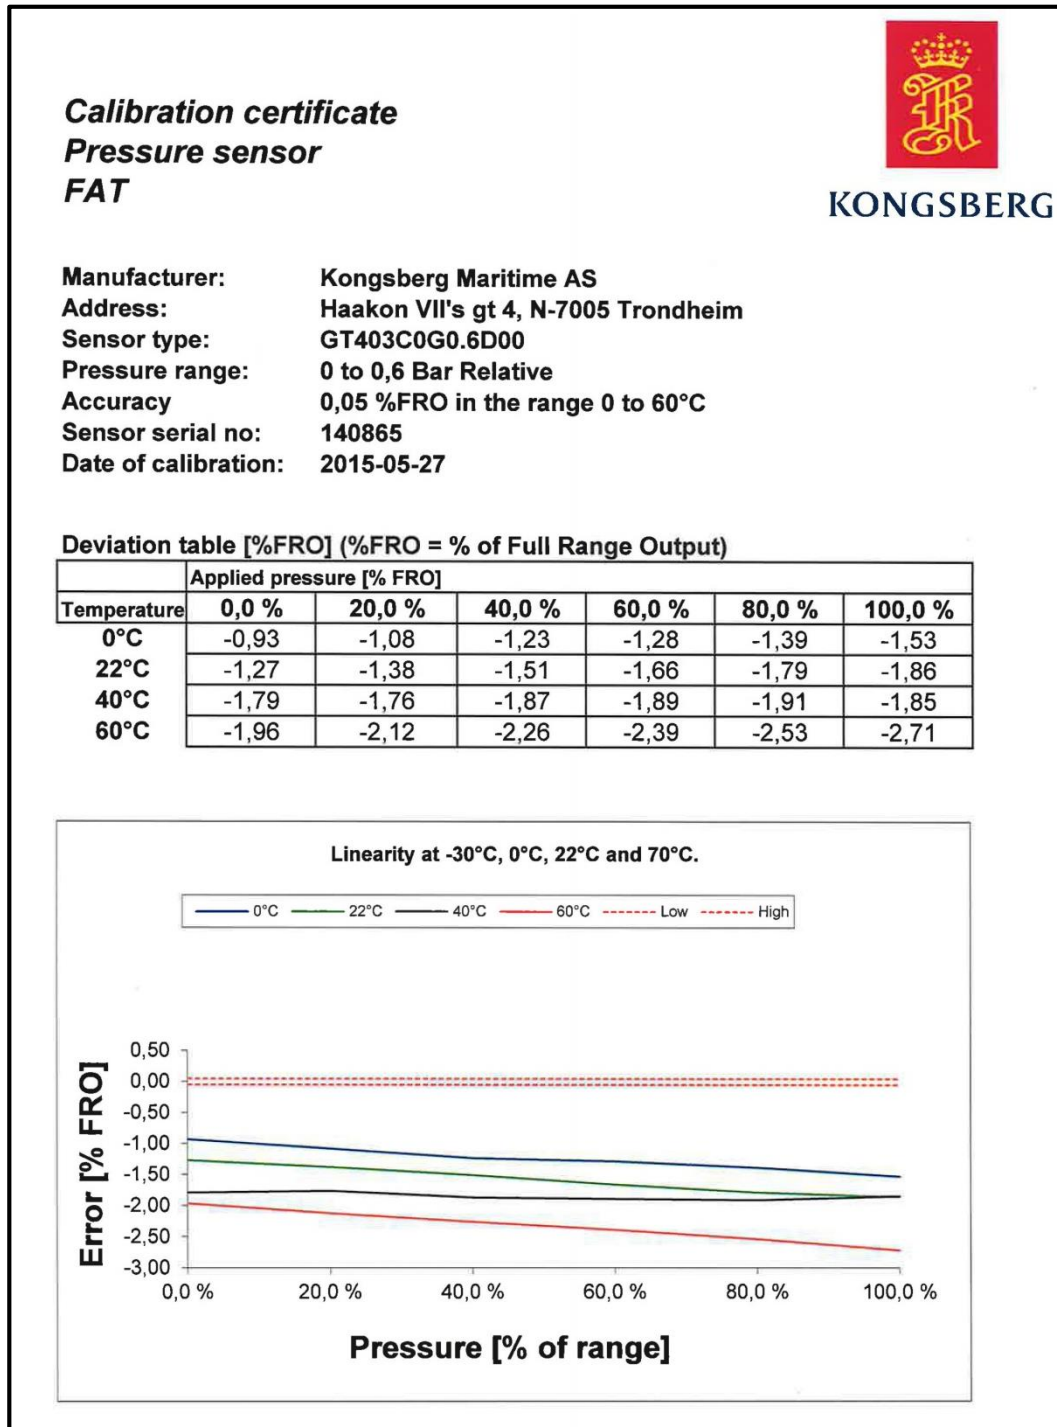 Calibration certificate
Pressure sensor
FAT
KONGSBERG
Manufacturer: Kongsberg Maritime AS
Address: Haakon VII's gt 4, N-7005 Trondheim
Sensor type: GT403C0G0.6D00
Pressure range: 0 to 0,6 Bar Relative
Accuracy 0,05 %FRO in the range 0 to 60°C
Sensor serial no: 140865
Date of calibration: 2015-05-27
Deviation table [%FRO] (%FRO = % of Full Range Output)
Applied pressure [% FRO]
Temperature 0,0 % 20,0 % 40,0 % 60,0 % 80,0 % 100,0 %
0°C -0,93 -1,08 -1,23 -1,28 -1,39 -1,53
22°C -1,27 -1,38 -1,51 -1,66 -1,79 -1,86
40°C -1,79 -1,76 -1,87 -1,89 -1,91 -1,85
60°C -1,96 -2,12 -2,26 -2,39 -2,53 -2,71
Linearity at -30°C, 0°C, 22°C and 70°C.
0°C 22°C 40°C 60°C Low High
Error [% FRO]
0,50
0,00
-0,50
-1,00
-1,50
-2,00
-2,50
-3,00
0,0 % 20,0 % 40,0 % 60,0 % 80,0 % 100,0 %
Pressure [% of range]